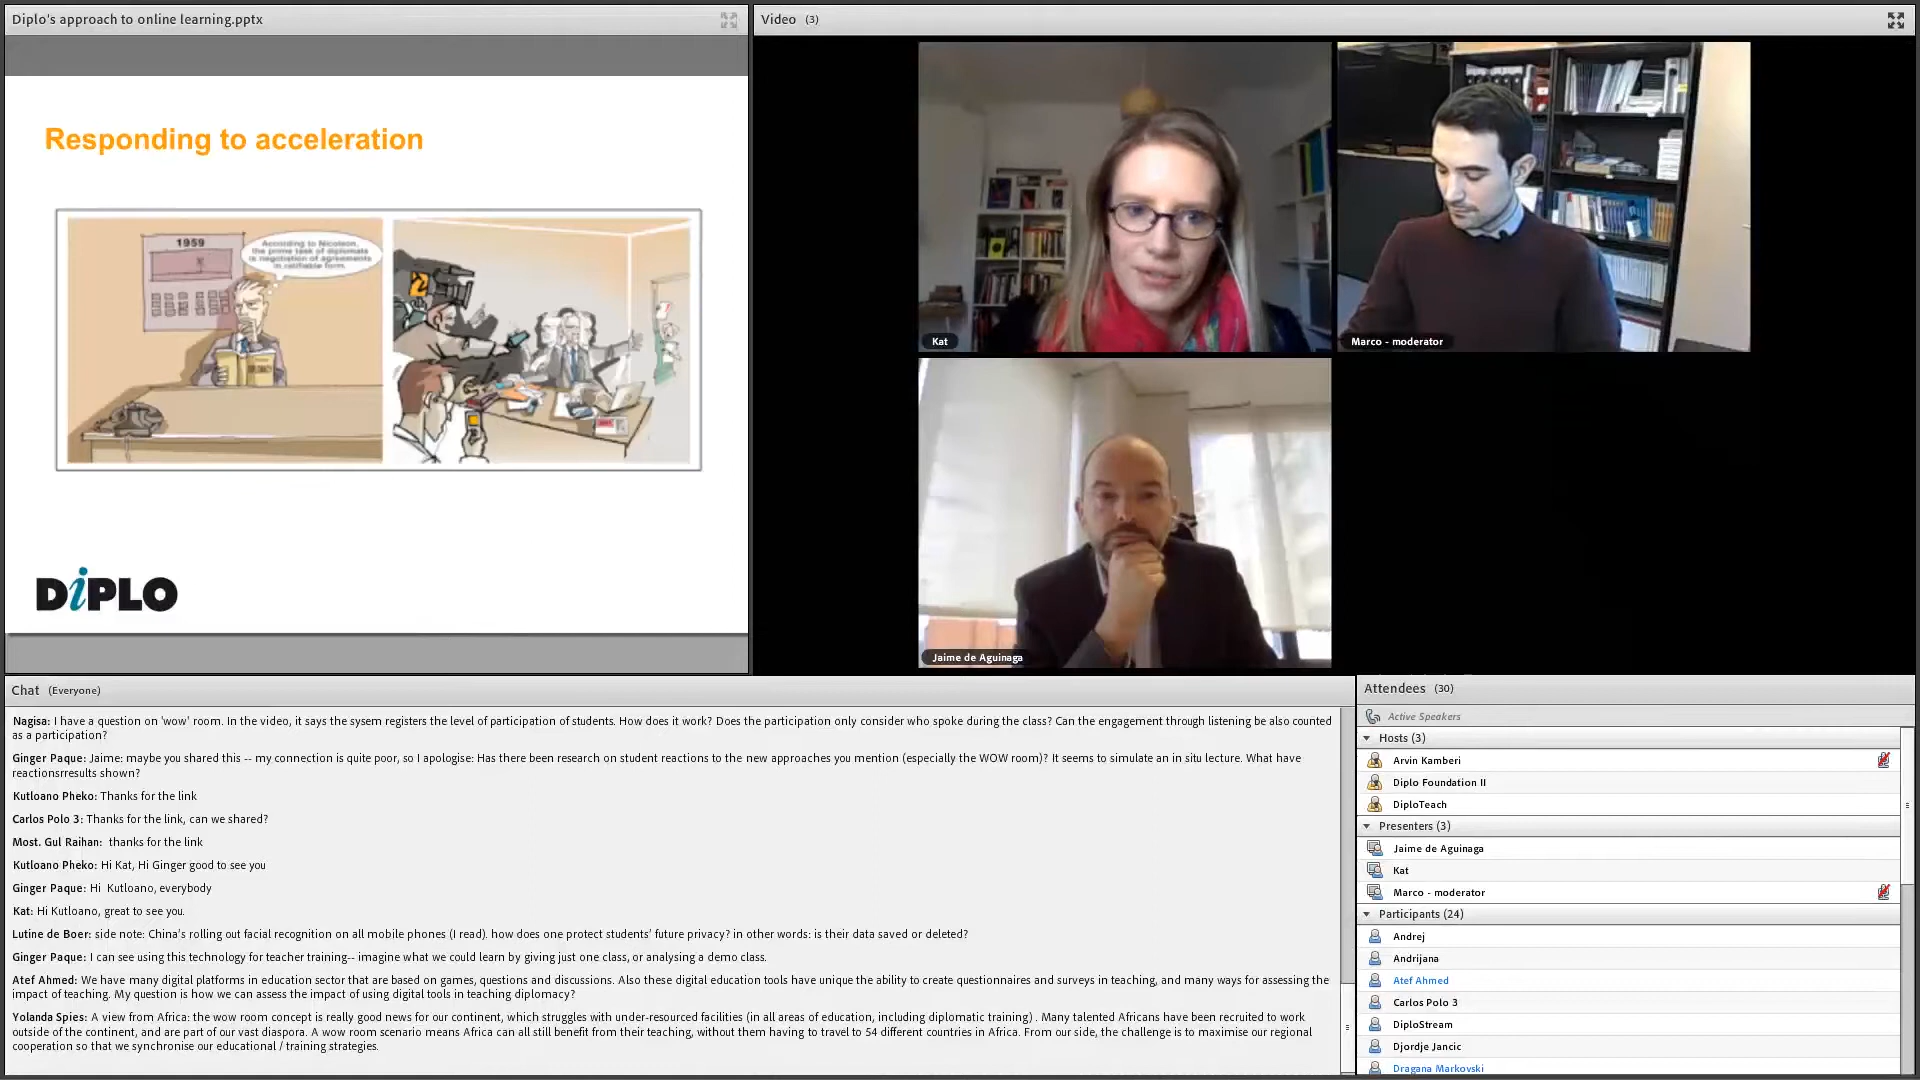 Diplo's approach to online learning.pptx
Responding to acceleration
1959
According to Nicolson,
the prime task of diplomats
is negotiation of agreements
in ratifiable form.
DiPLO
Video (3)
Kat
Marco - moderator
Jaime de Aguinaga
Chat (Everyone)
Nagisa: I have a question on 'wow' room. In the video, it says the sysem registers the level of participation of students. How does it work? Does the participation only consider who spoke during the class? Can the engagement through listening be also counted
as a participation?
Ginger Paque: Jaime: maybe you shared this -- my connection is quite poor, so I apologise: Has there been research on student reactions to the new approaches you mention (especially the WOW room)? It seems to simulate an in situ lecture. What have
reactionsrresults shown?
Kutloano Pheko: Thanks for the link
Carlos Polo 3: Thanks for the link, can we shared?
Most. Gul Raihan: thanks for the link
Kutloano Pheko: Hi Kat, Hi Ginger good to see you
Ginger Paque: Hi Kutloano, everybody
Kat: Hi Kutloano, great to see you.
Lutine de Boer: side note: China's rolling out facial recognition on all mobile phones (I read). how does one protect students' future privacy? in other words: is their data saved or deleted?
Ginger Paque: I can see using this technology for teacher training-- imagine what we could learn by giving just one class, or analysing a demo class.
Atef Ahmed: We have many digital platforms in education sector that are based on games, questions and discussions. Also these digital education tools have unique the ability to create questionnaires and surveys in teaching, and many ways for assessing the
impact of teaching. My question is how we can assess the impact of using digital tools in teaching diplomacy?
Yolanda Spies: A view from Africa: the wow room concept is really good news for our continent, which struggles with under-resourced facilities (in all areas of education, including diplomatic training) . Many talented Africans have been recruited to work
outside of the continent, and are part of our vast diaspora. A wow room scenario means Africa can all still benefit from their teaching, without them having to travel to 54 different countries in Africa. From our side, the challenge is to maximise our regional
cooperation so that we synchronise our educational / training strategies.
Attendees (30)
Active Speakers
Hosts (3)
Arvin Kamberi
Diplo Foundation II
DiploTeach
Presenters (3)
Jaime de Aguinaga
Kat
Marco - moderator
Participants (24)
Andrej
Andrijana
Atef Ahmed
Carlos Polo 3
DiploStream
Djordje Jancic
Dragana Markovski